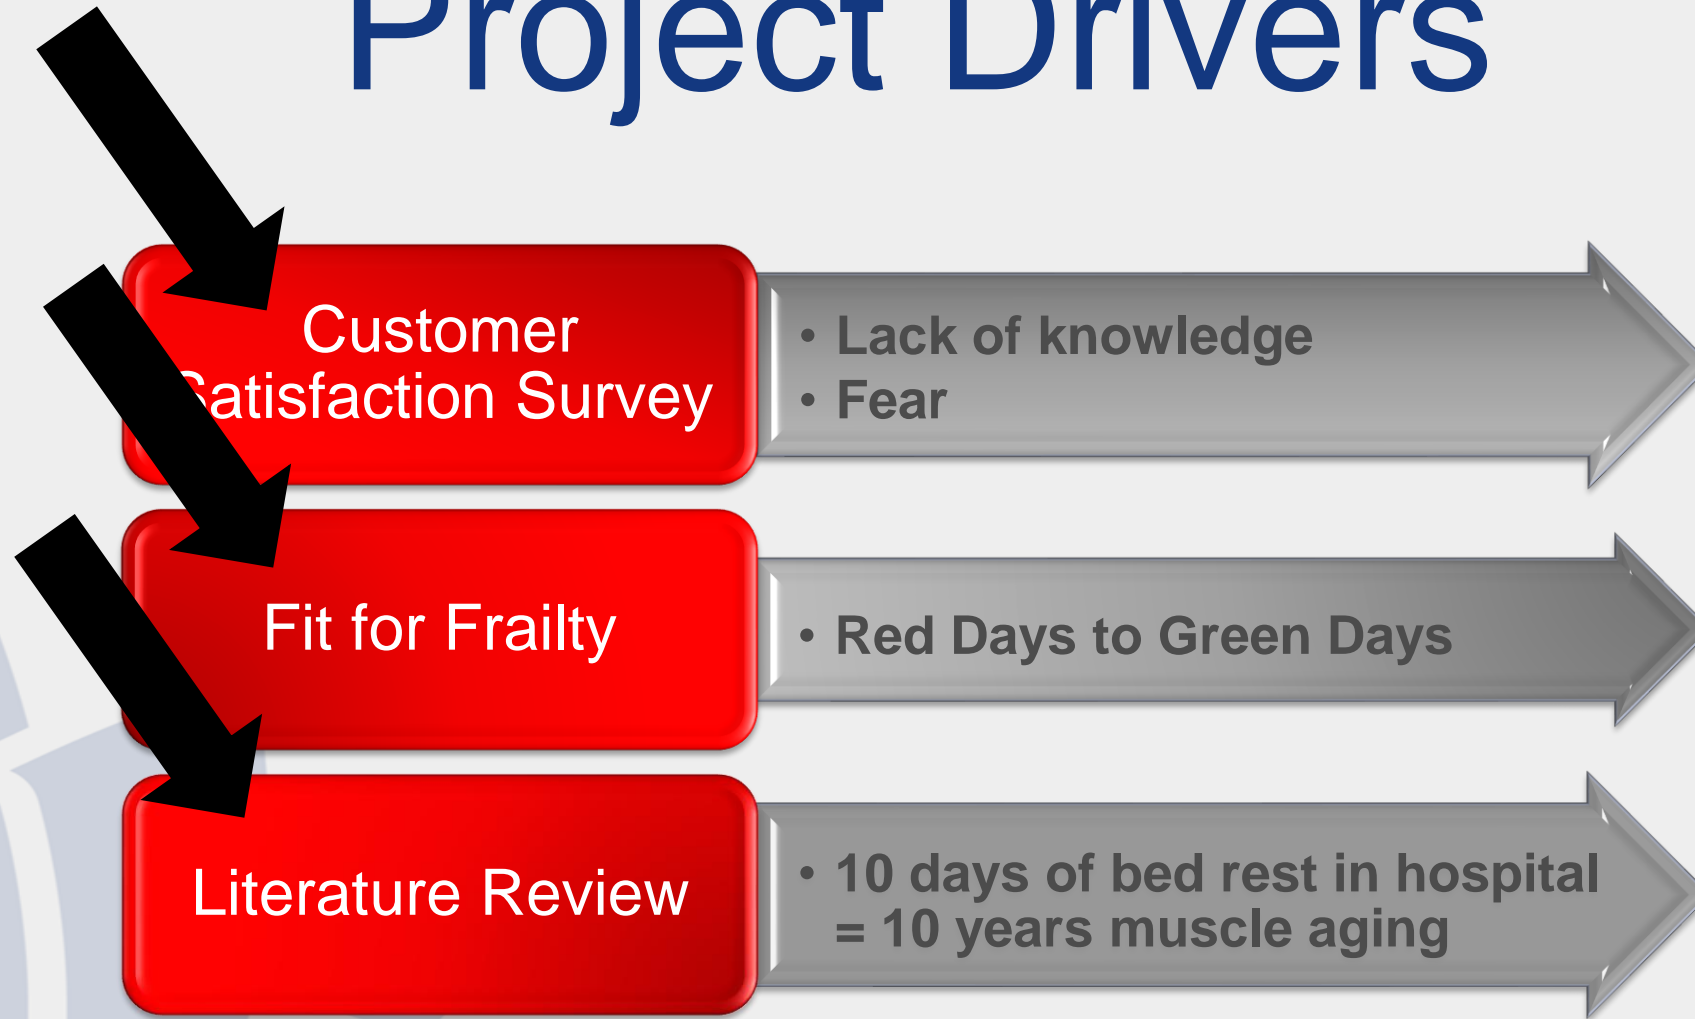 Project Drivers
Customer
Satisfaction Survey
• Lack of knowledge
• Fear
Fit for Frailty
• Red Days to Green Days
Literature Review
• 10 days of bed rest in hospital
= 10 years muscle aging